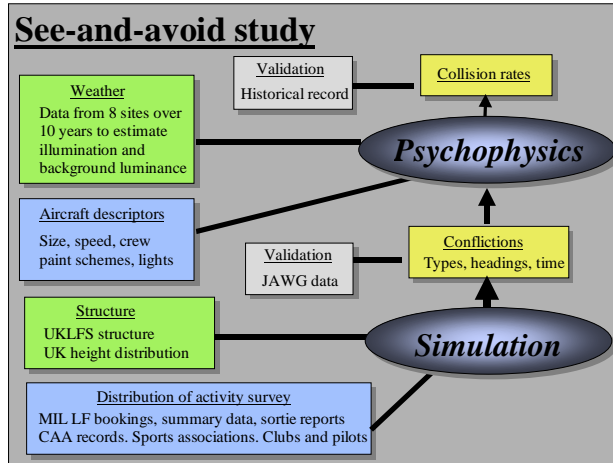 See-and-avoid study
Validation
Historical record
Collision rates
Weather
Data from 8 sites over
10 years to estimate
illumination and
background luminance
Psychophysics
Aircraft descriptors
Size, speed, crew
paint schemes, lights
Validation
JAWG data
Conflictions
Types, headings, time
Structure
UKLFS structure
UK height distribution
Simulation
Distribution of activity survey
MIL LF bookings, summary data, sortie reports
CAA records. Sports associations. Clubs and pilots